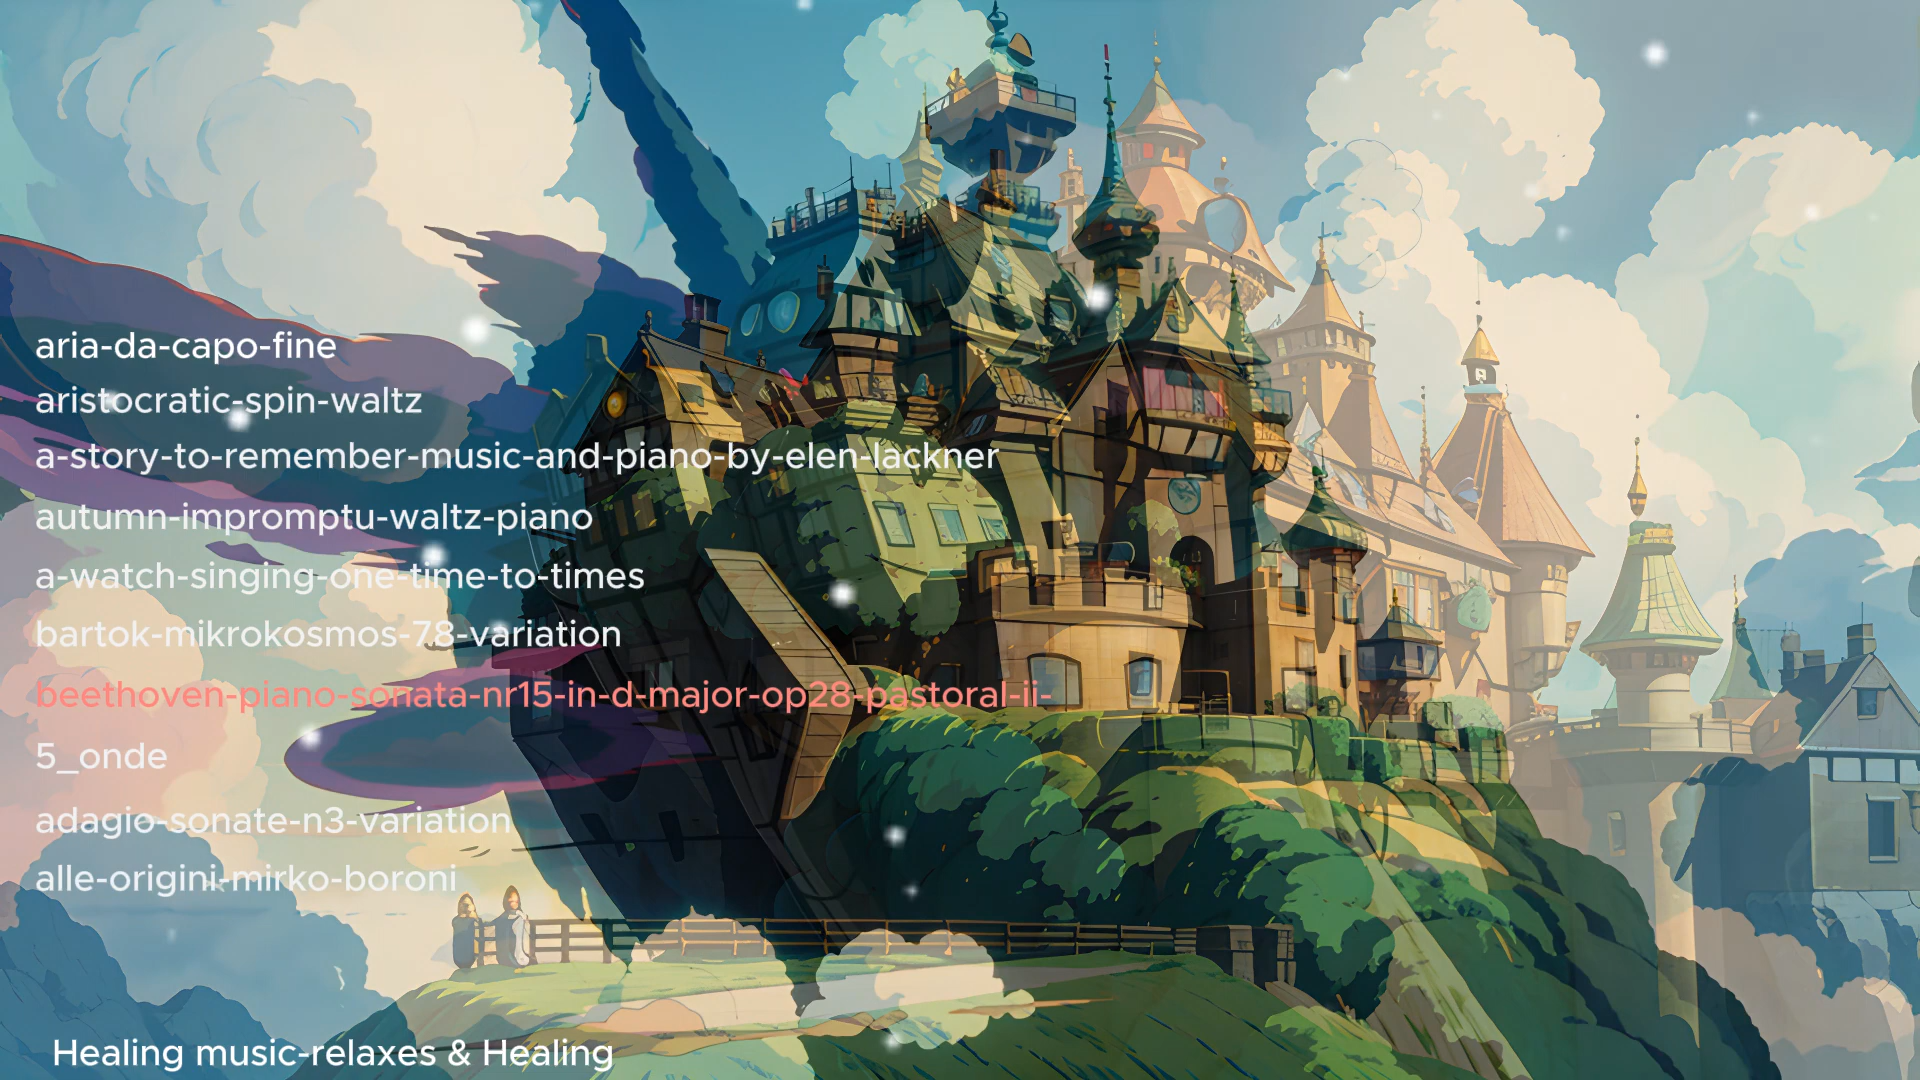 aria-da-capo-fine
aristocratic-spin-waltz
a-story-to-remember-music-and-piano-by-elen-lackner
autumn-impromptu-waltz-piano
a-watch-singing-one-time-to-times
bartok-mikrokosmos-78-variation
beethoven-piano-sonata-nr15-in-d-major-op28-pastoral-ii-
5_onde
adagio-sonate-n3-variation
alle-origini-mirko-boroni
Healing music-relaxes & Healing